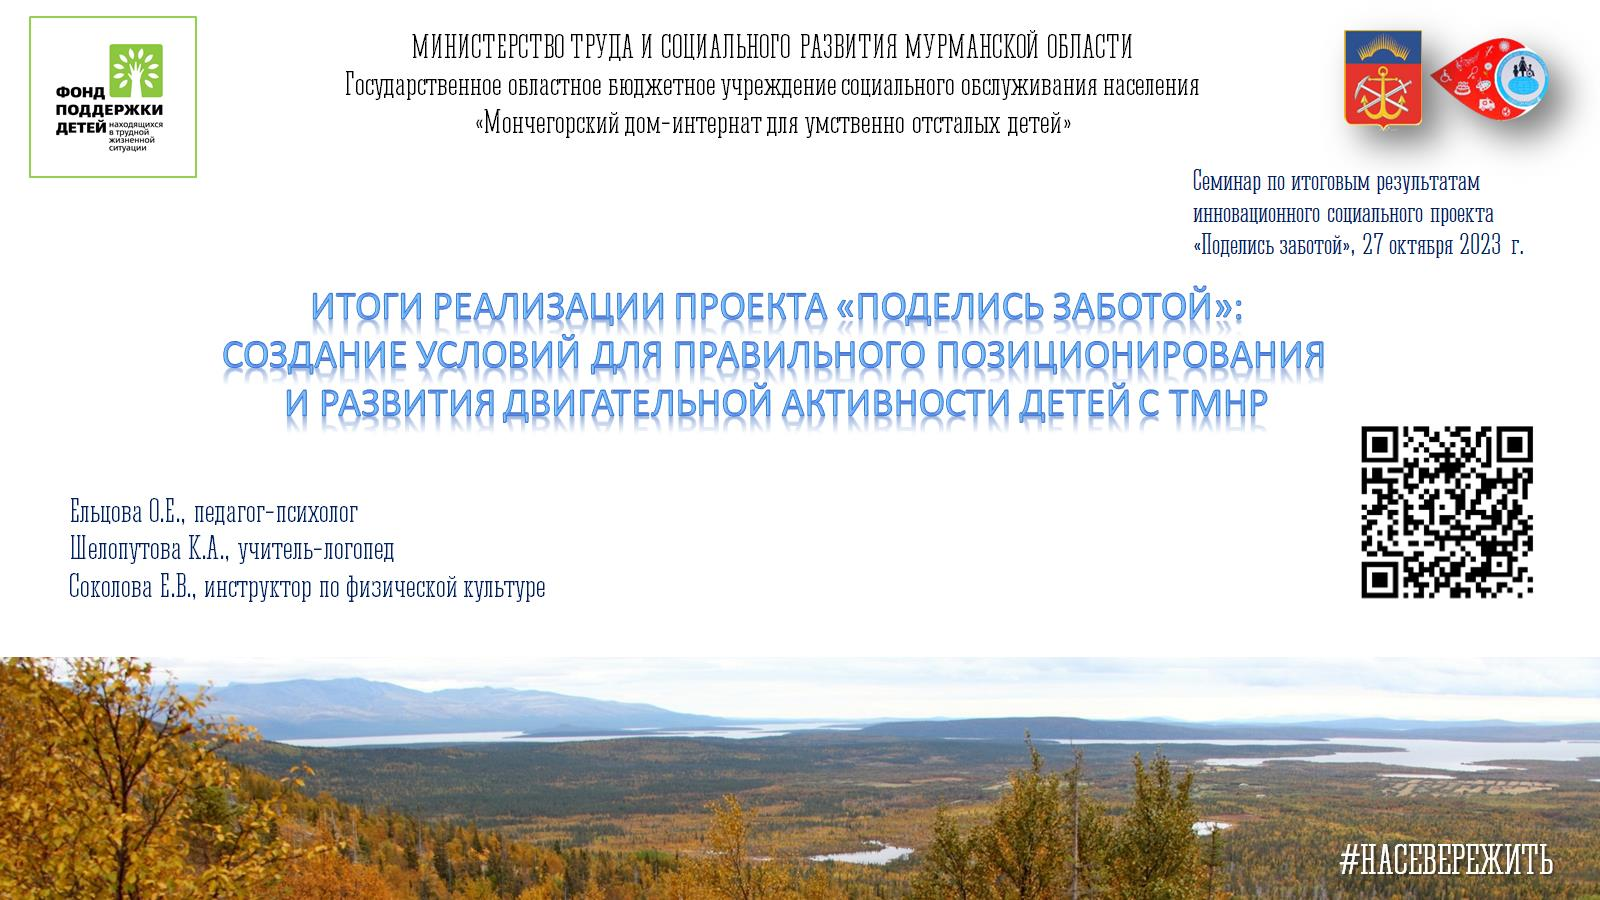 ФОНД
ПОДДЕРЖКИ
ДЕТЕЙ
находящихся
в трудной
жизненной
ситуации
МИНИСТЕРСТВО ТРУДА И СОЦИАЛЬНОГО РАЗВИТИЯ МУРМАНСКОЙ ОБЛАСТИ
Государственное областное бюджетное учреждение социального обслуживания населения
«Мончегорский дом-интернат для умственно отсталых детей»
Семинар по итоговым результатам
инновационного социального проекта
«Поделись заботой», 27 октября 2023 г.
ИТОГИ РЕАЛИЗАЦИИ ПРОЕКТА «ПОДЕЛИСЬ ЗАБОТОЙ»:
СОЗДАНИЕ УСЛОВИЙ ДЛЯ ПРАВИЛЬНОГО ПОЗИЦИОНИРОВАНИЯ
И РАЗВИТИЯ ДВИГАТЕЛЬНОЙ АКТИВНОСТИ ДЕТЕЙ С ТМНР
Ельцова О.Е., педагог-психолог
Шелопутова К.А., учитель-логопед
Соколова Е.В., инструктор по физической культуре
#НАСЕВЕРЕЖИТЬ